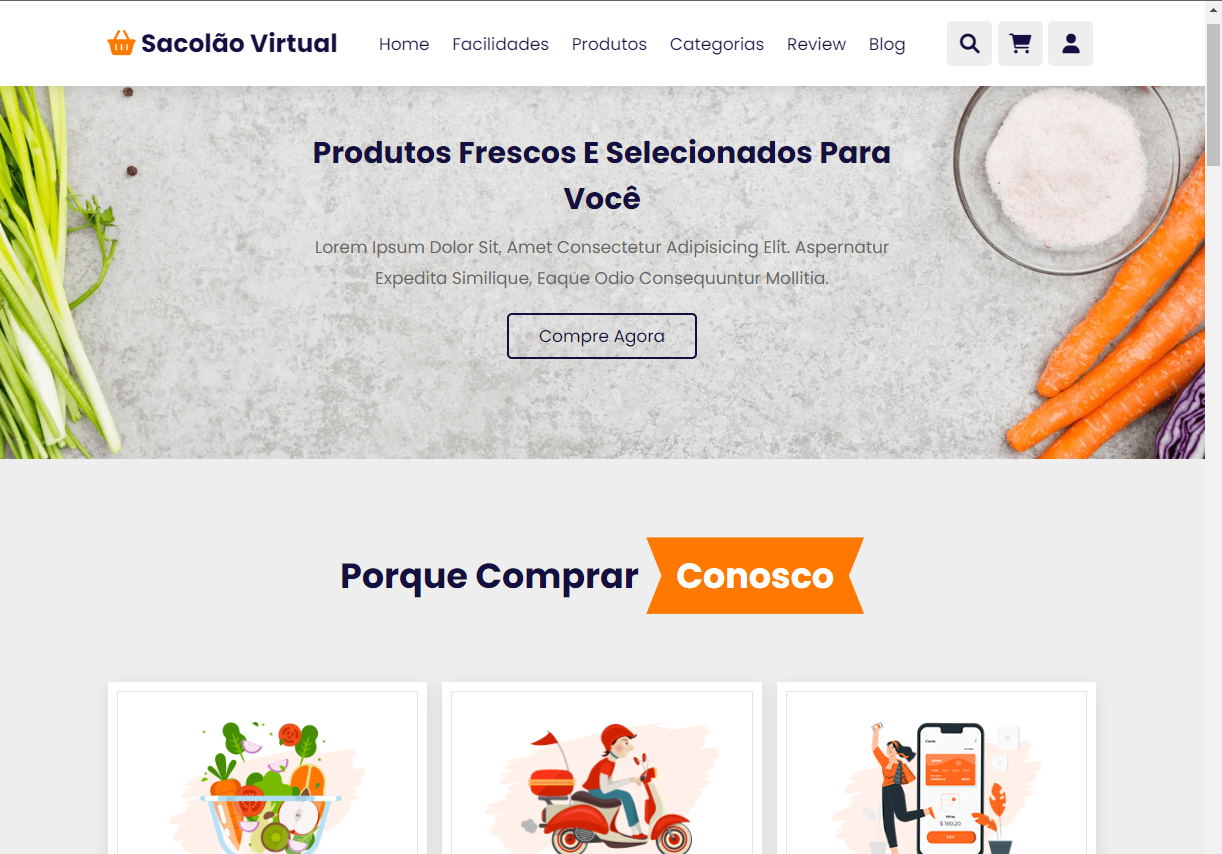 Sacolão Virtual
Home Facilidades Produtos Categorias Review Blog
Produtos Frescos E Selecionados Para
Você
Lorem Ipsum Dolor Sit, Amet Consectetur Adipisicing Elit. Aspernatur
Expedita Similique, Eaque Odio Consequuntur Mollitia.
Compre Agora
Porque Comprar Conosco
$ 160,20